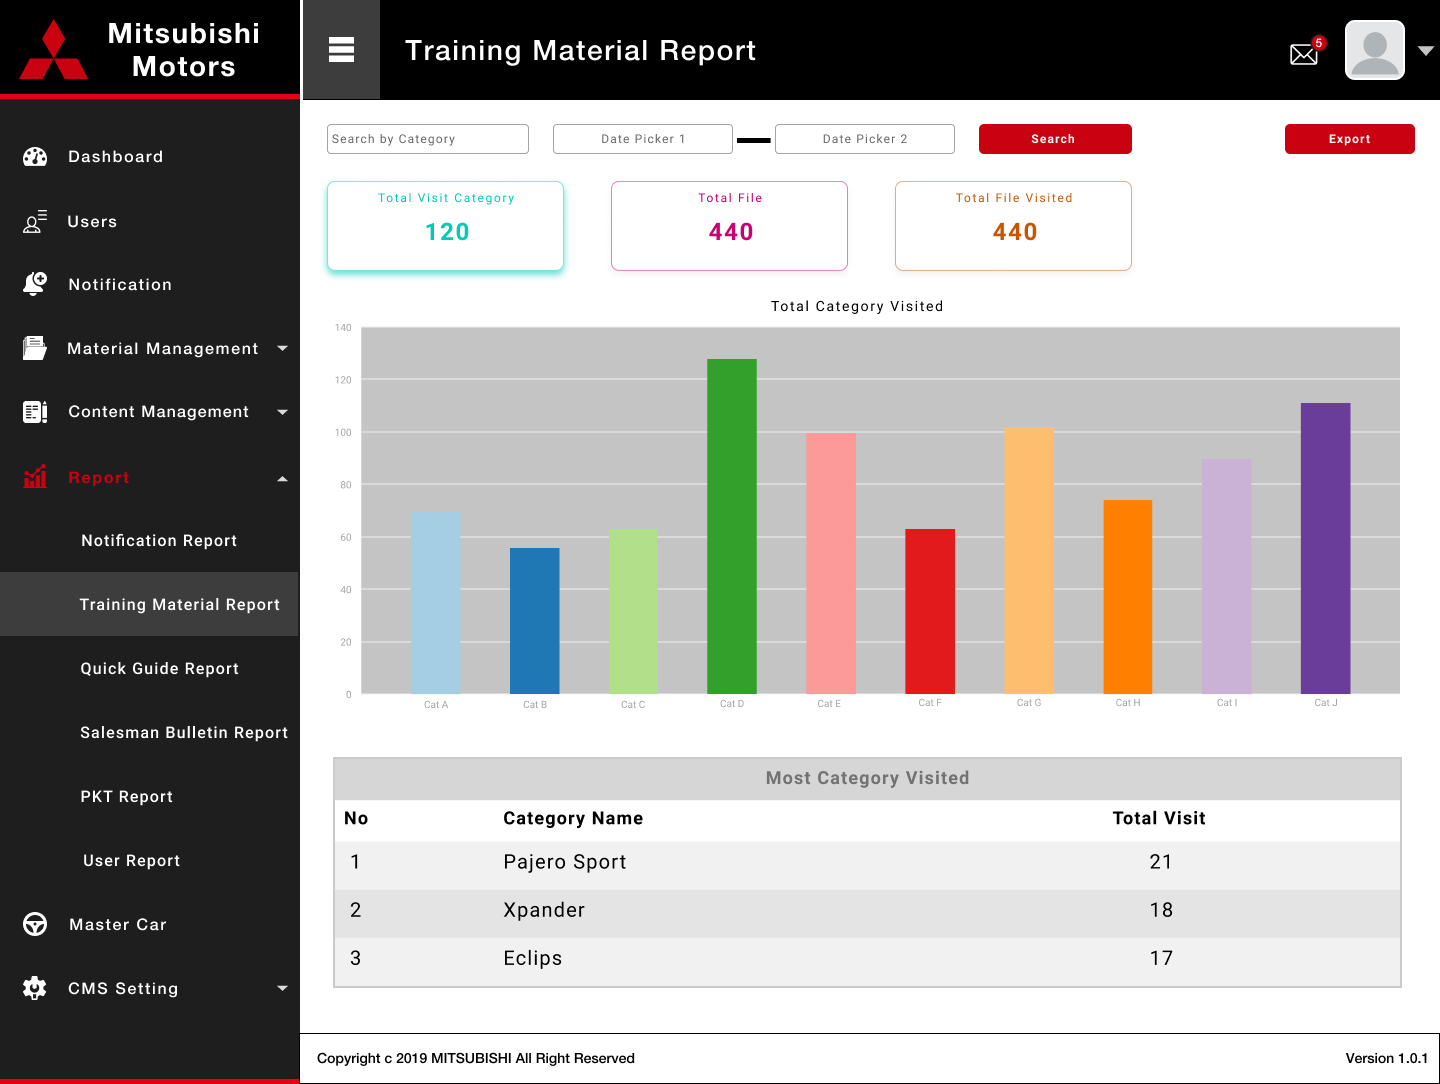 Mitsubishi
Motors
Training Material Report
5
Dashboard
Users
Notification
Material Management
Content Management
Report
Notification Report
Training Material Report
Quick Guide Report
Salesman Bulletin Report
PKT Report
User Report
Master Car
CMS Setting
Search by Category
Date Picker 1
Date Picker 2
Search
Export
Total Visit Category
120
Total File
440
Total File Visited
440
Total Category Visited
140
120
100
80
60
40
20
0
Cat A Cat B Cat C Cat D Cat E Cat F Cat G Cat H Cat I Cat J
Most Category Visited
No Category Name Total Visit
1 Pajero Sport 21
2 Xpander 18
3 Eclips 17
Copyright c 2019 MITSUBISHI All Right Reserved
Version 1.0.1